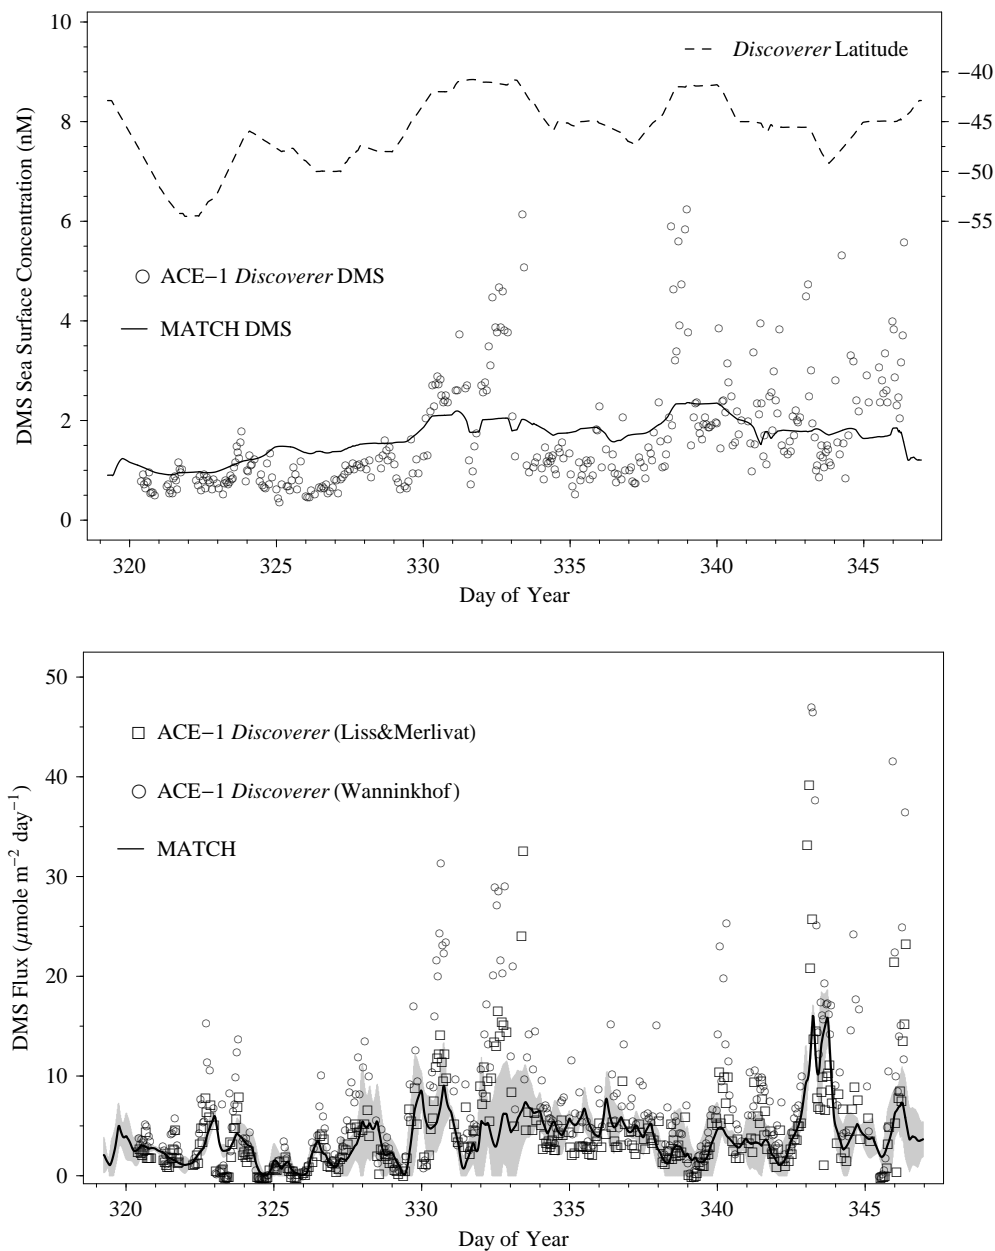 10
Discoverer Latitude
−40
8
−45
−50
6
−55
ACE−1 Discoverer DMS
4
MATCH DMS
2
0
DMS Sea Surface Concentration (nM)
320 325 330 335 340 345
Day of Year
50
ACE−1 Discoverer (Liss&Merlivat)
40
ACE−1 Discoverer (Wanninkhof)
MATCH
30
20
10
0
DMS Flux (μmole m−2 day−1)
320 325 330 335 340 345
Day of Year